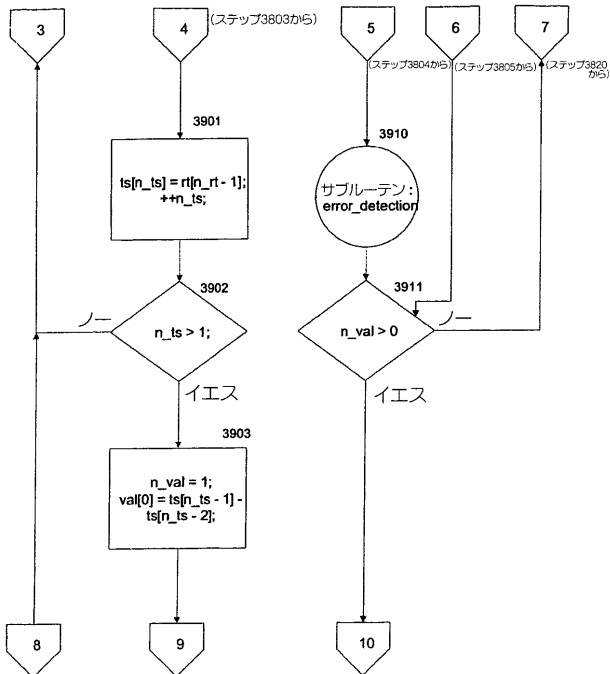 3
4
(ステップ3803から)
5
6
7
(ステップ3804から)
(ステップ3805から)
(ステップ3820
から)
3901
ts[n_ts] = rt[n_rt - 1];
++n_ts;
3910
サブルーテン:
error_detection
3902
n_ts > 1;
ノー
イエス
3911
n_val > 0
ノー
イエス
3903
n_val = 1;
val[0] = ts[n_ts - 1] -
ts[n_ts - 2];
8
9
10